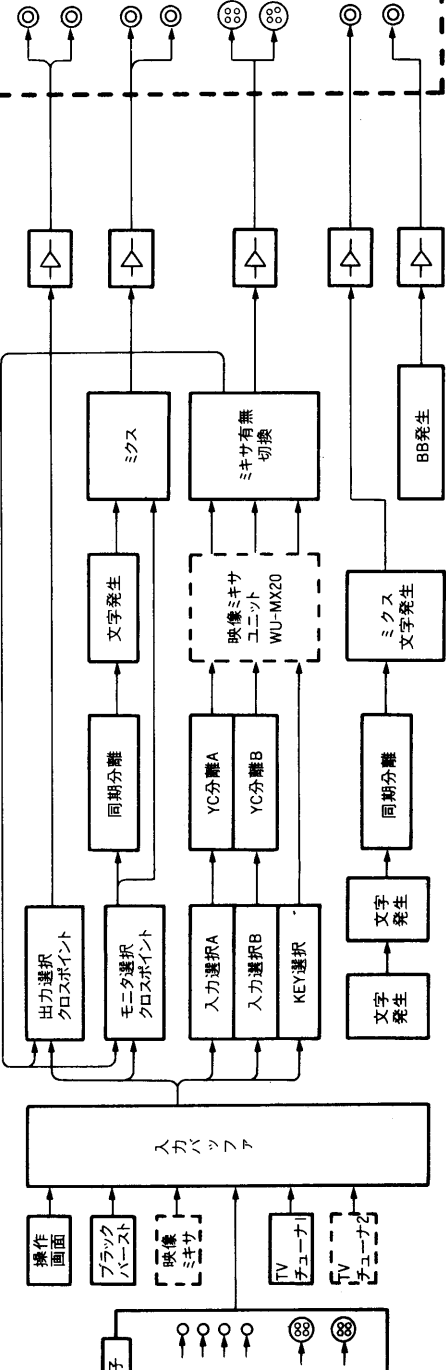 子
操作
画面
ブラック
バースト
映像
ミキサ
TV
チューナ1
TV
チューナ2
入力バッファ
出力選択
クロスポイント
モニタ選択
クロスポイント
入力選択A
入力選択B
KEY選択
文字
発生
文字
発生
同期分離
文字発生
ミクス
YC分離A
YC分離B
映像ミキサ
ユニット
WU-MX20
ミキサ有無
切換
同期分離
ミクス
文字発生
BB発生